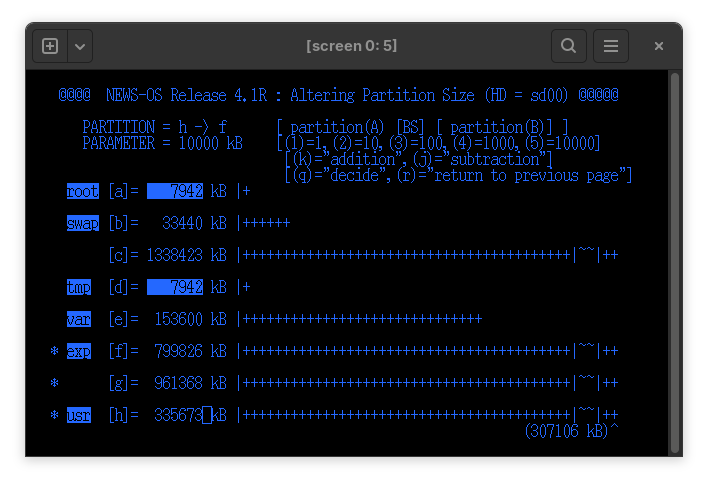 [screen 0: 5]
@@@@  NEWS-OS Release 4.1R : Altering Partition Size (HD = sd00) @@@@@
PARTITION = h -> f      [ partition(A) [BS] [ partition(B)] ]
PARAMETER = 10000 kB    [(1)=1, (2)=10, (3)=100, (4)=1000, (5)=10000]
[(k)="addition", (j)="subtraction"]
[(q)="decide", (r)="return to previous page"]
root [a]=    7942 kB |+
swap [b]=   33440 kB |++++++
[c]= 1338423 kB |+++++++++++++++++++++++++++++++++++++++++|~~|++
tmp  [d]=    7942 kB |+
var  [e]=  153600 kB |++++++++++++++++++++++++++++++
* exp  [f]=  799826 kB |+++++++++++++++++++++++++++++++++++++++++|~~|++
*      [g]=  961368 kB |+++++++++++++++++++++++++++++++++++++++++|~~|++
* usr  [h]=  335673 kB |+++++++++++++++++++++++++++++++++++++++++|~~|++
(307106 kB)^